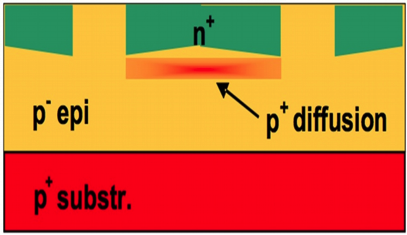 n⁺
p⁻ epi
p⁺ diffusion
p⁺ substr.